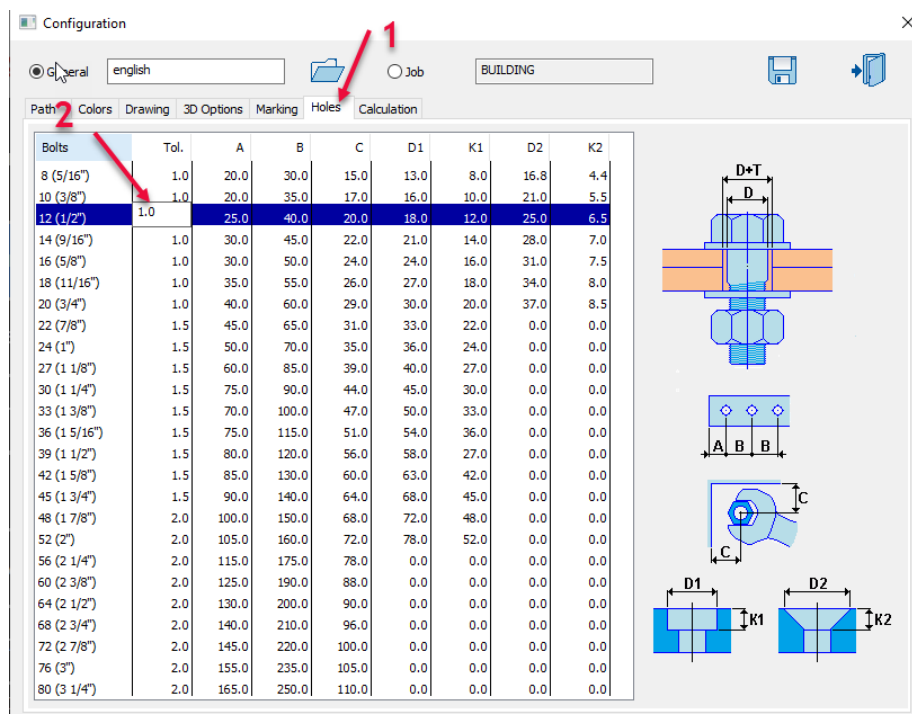 Configuration
1
General english Job BUILDING
Path Colors Drawing 3D Options Marking Holes Calculation
2
Bolts Tol. A B C D1 K1 D2 K2
8 (5/16") 1.0 20.0 30.0 15.0 13.0 8.0 16.8 4.4
10 (3/8") 1.0 20.0 35.0 17.0 16.0 10.0 21.0 5.5
12 (1/2") 1.0 25.0 40.0 20.0 18.0 12.0 25.0 6.5
14 (9/16") 1.0 30.0 45.0 22.0 21.0 14.0 28.0 7.0
16 (5/8") 1.0 30.0 50.0 24.0 24.0 16.0 31.0 7.5
18 (11/16") 1.0 35.0 55.0 26.0 27.0 18.0 34.0 8.0
20 (3/4") 1.0 40.0 60.0 29.0 30.0 20.0 37.0 8.5
22 (7/8") 1.5 45.0 65.0 31.0 33.0 22.0 0.0 0.0
24 (1") 1.5 50.0 70.0 35.0 36.0 24.0 0.0 0.0
27 (1 1/8") 1.5 60.0 85.0 39.0 40.0 27.0 0.0 0.0
30 (1 1/4") 1.5 75.0 90.0 44.0 45.0 30.0 0.0 0.0
33 (1 3/8") 1.5 70.0 100.0 47.0 50.0 33.0 0.0 0.0
36 (1 5/16") 1.5 75.0 115.0 51.0 54.0 36.0 0.0 0.0
39 (1 1/2") 1.5 80.0 120.0 56.0 58.0 27.0 0.0 0.0
42 (1 5/8") 1.5 85.0 130.0 60.0 63.0 42.0 0.0 0.0
45 (1 3/4") 1.5 90.0 140.0 64.0 68.0 45.0 0.0 0.0
48 (1 7/8") 2.0 100.0 150.0 68.0 72.0 48.0 0.0 0.0
52 (2") 2.0 105.0 160.0 72.0 78.0 52.0 0.0 0.0
56 (2 1/4") 2.0 115.0 175.0 78.0 0.0 0.0 0.0 0.0
60 (2 3/8") 2.0 125.0 190.0 88.0 0.0 0.0 0.0 0.0
64 (2 1/2") 2.0 130.0 200.0 90.0 0.0 0.0 0.0 0.0
68 (2 3/4") 2.0 140.0 210.0 96.0 0.0 0.0 0.0 0.0
72 (2 7/8") 2.0 145.0 220.0 100.0 0.0 0.0 0.0 0.0
76 (3") 2.0 155.0 235.0 105.0 0.0 0.0 0.0 0.0
80 (3 1/4") 2.0 165.0 250.0 110.0 0.0 0.0 0.0 0.0
D+T
D
A B B
C
C
D1 D2
K1 K2